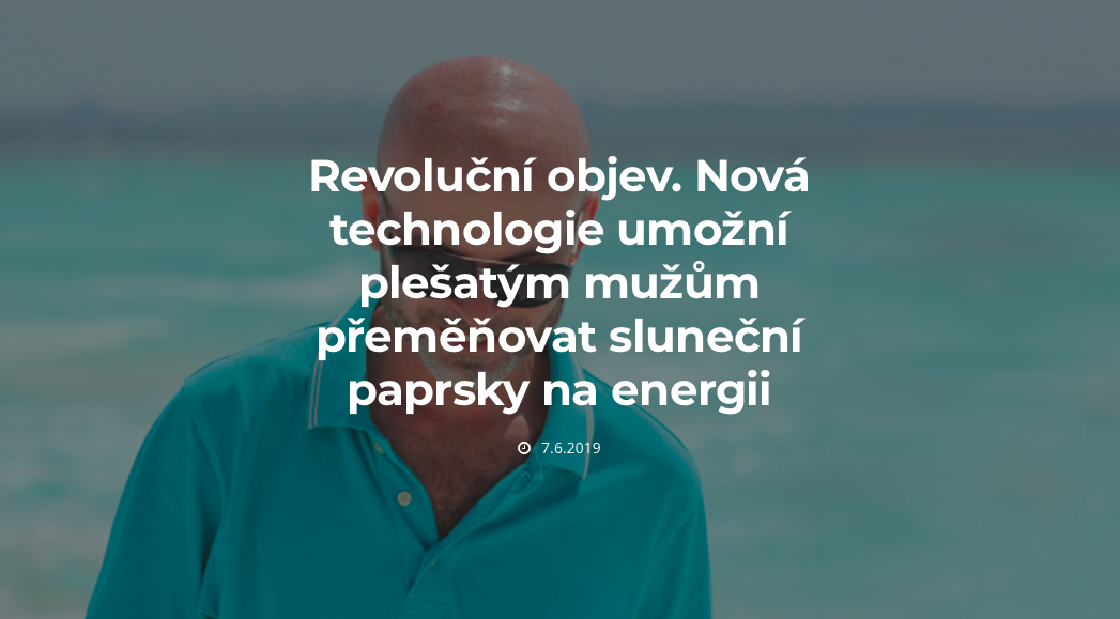 Revoluční objev. Nová
technologie umožní
plešatým mužům
přeměňovat sluneční
paprsky na energii
7.6.2019